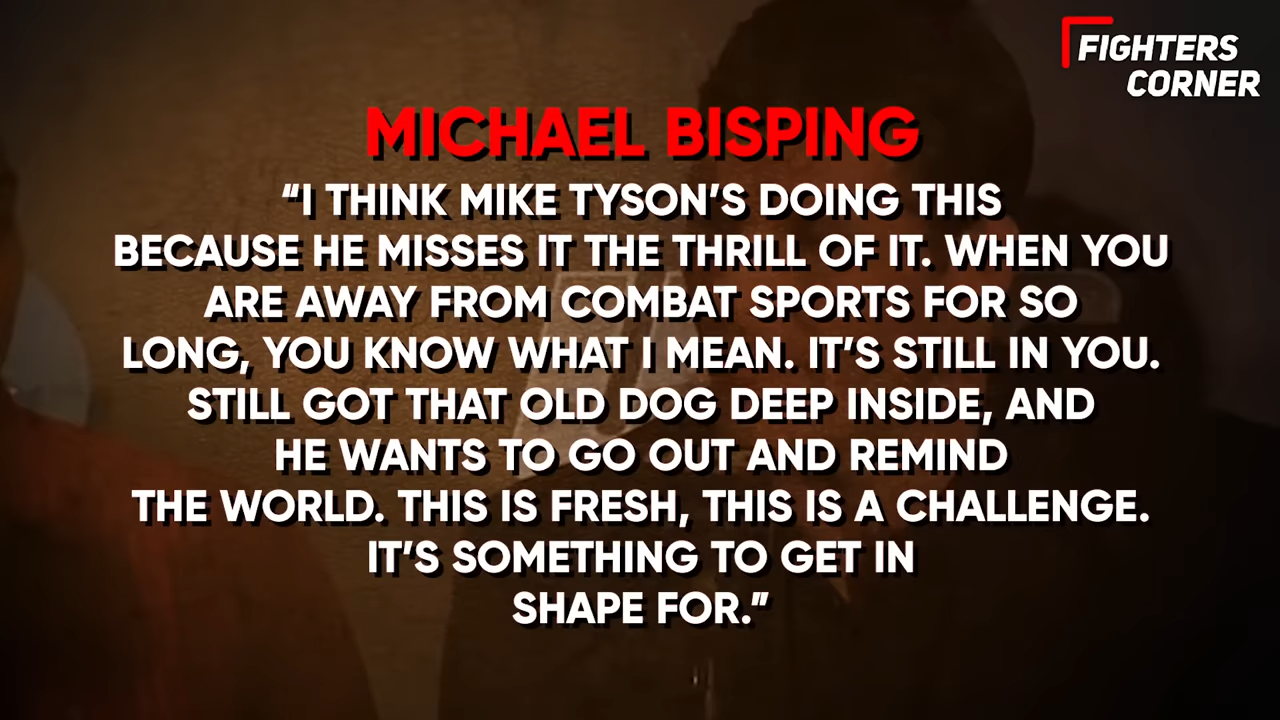 FIGHTERS
CORNER
MICHAEL BISPING
“I THINK MIKE TYSON’S DOING THIS
BECAUSE HE MISSES IT THE THRILL OF IT. WHEN YOU
ARE AWAY FROM COMBAT SPORTS FOR SO
LONG, YOU KNOW WHAT I MEAN. IT’S STILL IN YOU.
STILL GOT THAT OLD DOG DEEP INSIDE, AND
HE WANTS TO GO OUT AND REMIND
THE WORLD. THIS IS FRESH, THIS IS A CHALLENGE.
IT’S SOMETHING TO GET IN
SHAPE FOR.”